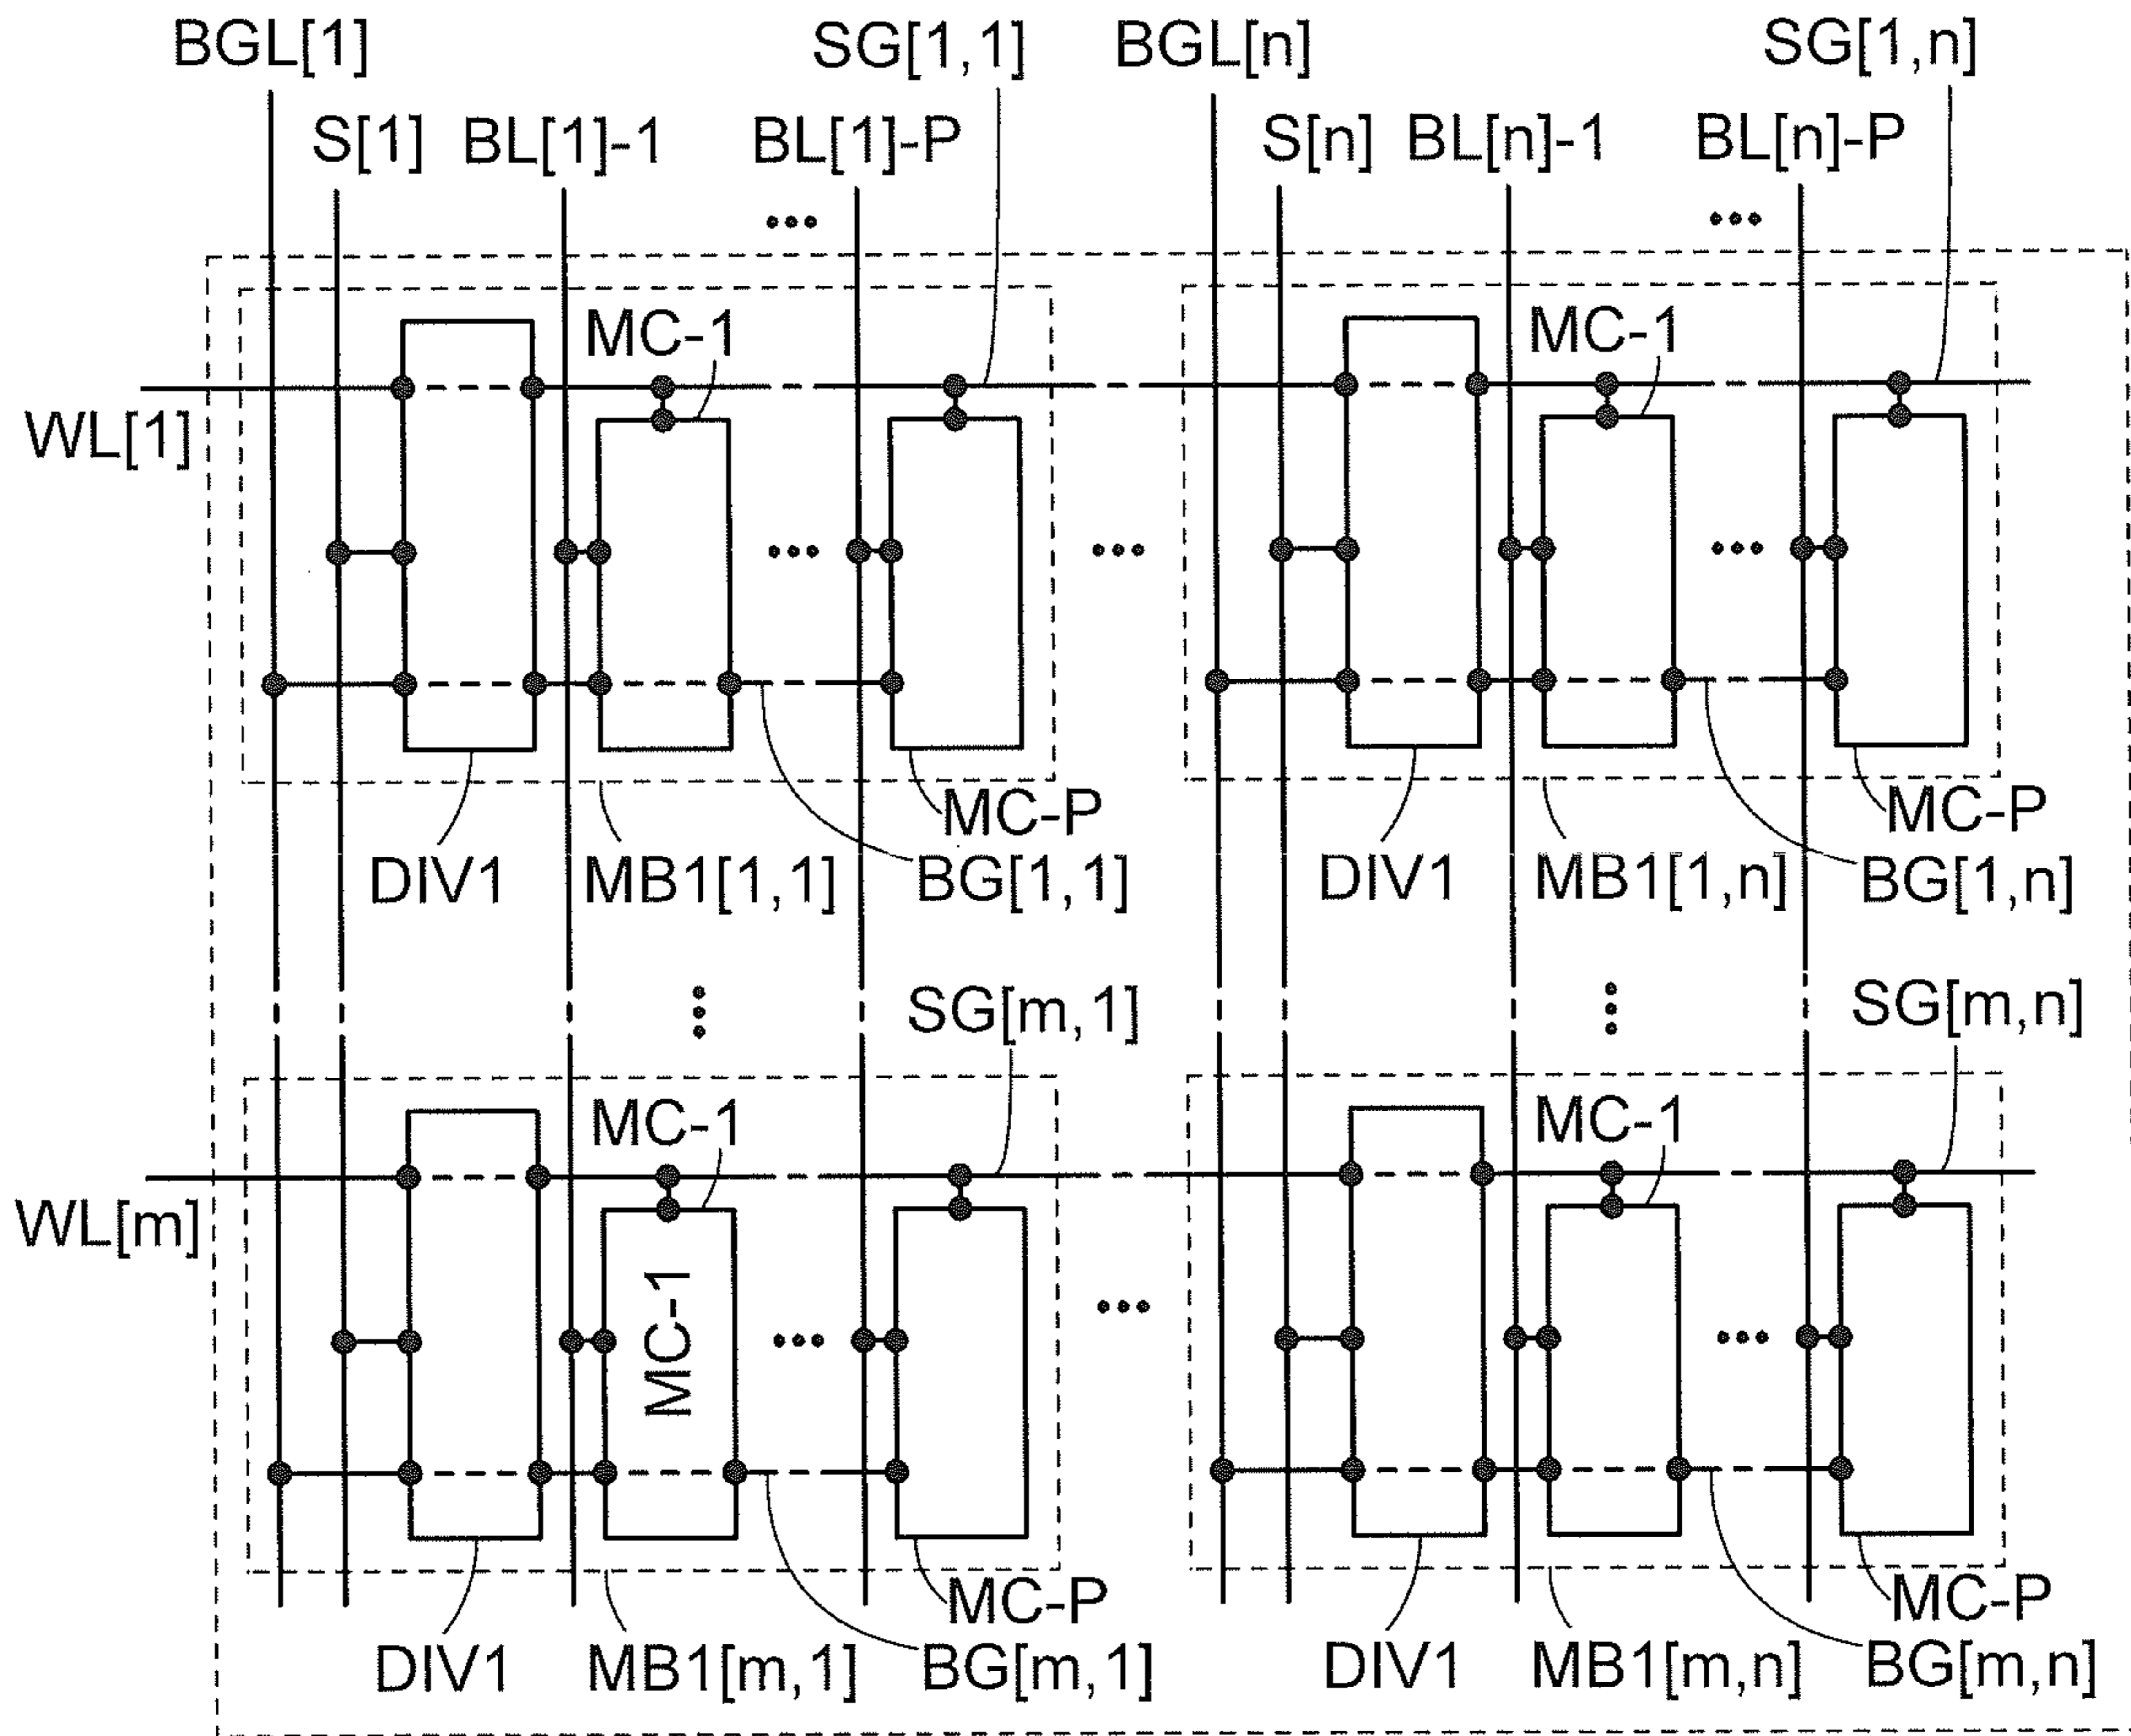 BGL[1] SG[1,1] BGL[n] SG[1,n]
S[1] BL[1]-1 BL[1]-P S[n] BL[n]-1 BL[n]-P
MC-1 MC-1
WL[1]
MC-P MC-P
DIV1 MB1[1,1] BG[1,1] DIV1 MB1[1,n] BG[1,n]
SG[m,1] SG[m,n]
MC-1 MC-1
WL[m]
MC-1
MC-P MC-P
DIV1 MB1[m,1] BG[m,1] DIV1 MB1[m,n] BG[m,n]